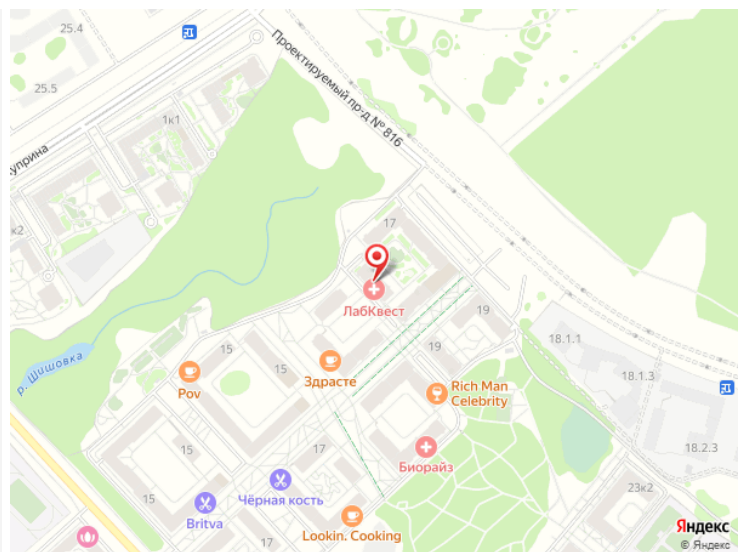 25.4
25.5
Проектируемый пр-д № 816
1к1
уприна
к2
17
ЛабКвест
р. Шишовка
15
15
19
19
18.1.1
18.1.3
Pov
Здрасте
Rich Man
Celebrity
15
15
17
Биорайз
18.2.3
Чёрная кость
Britva
17
Lookin. Cooking
23к2
Яндекс
© Яндекс